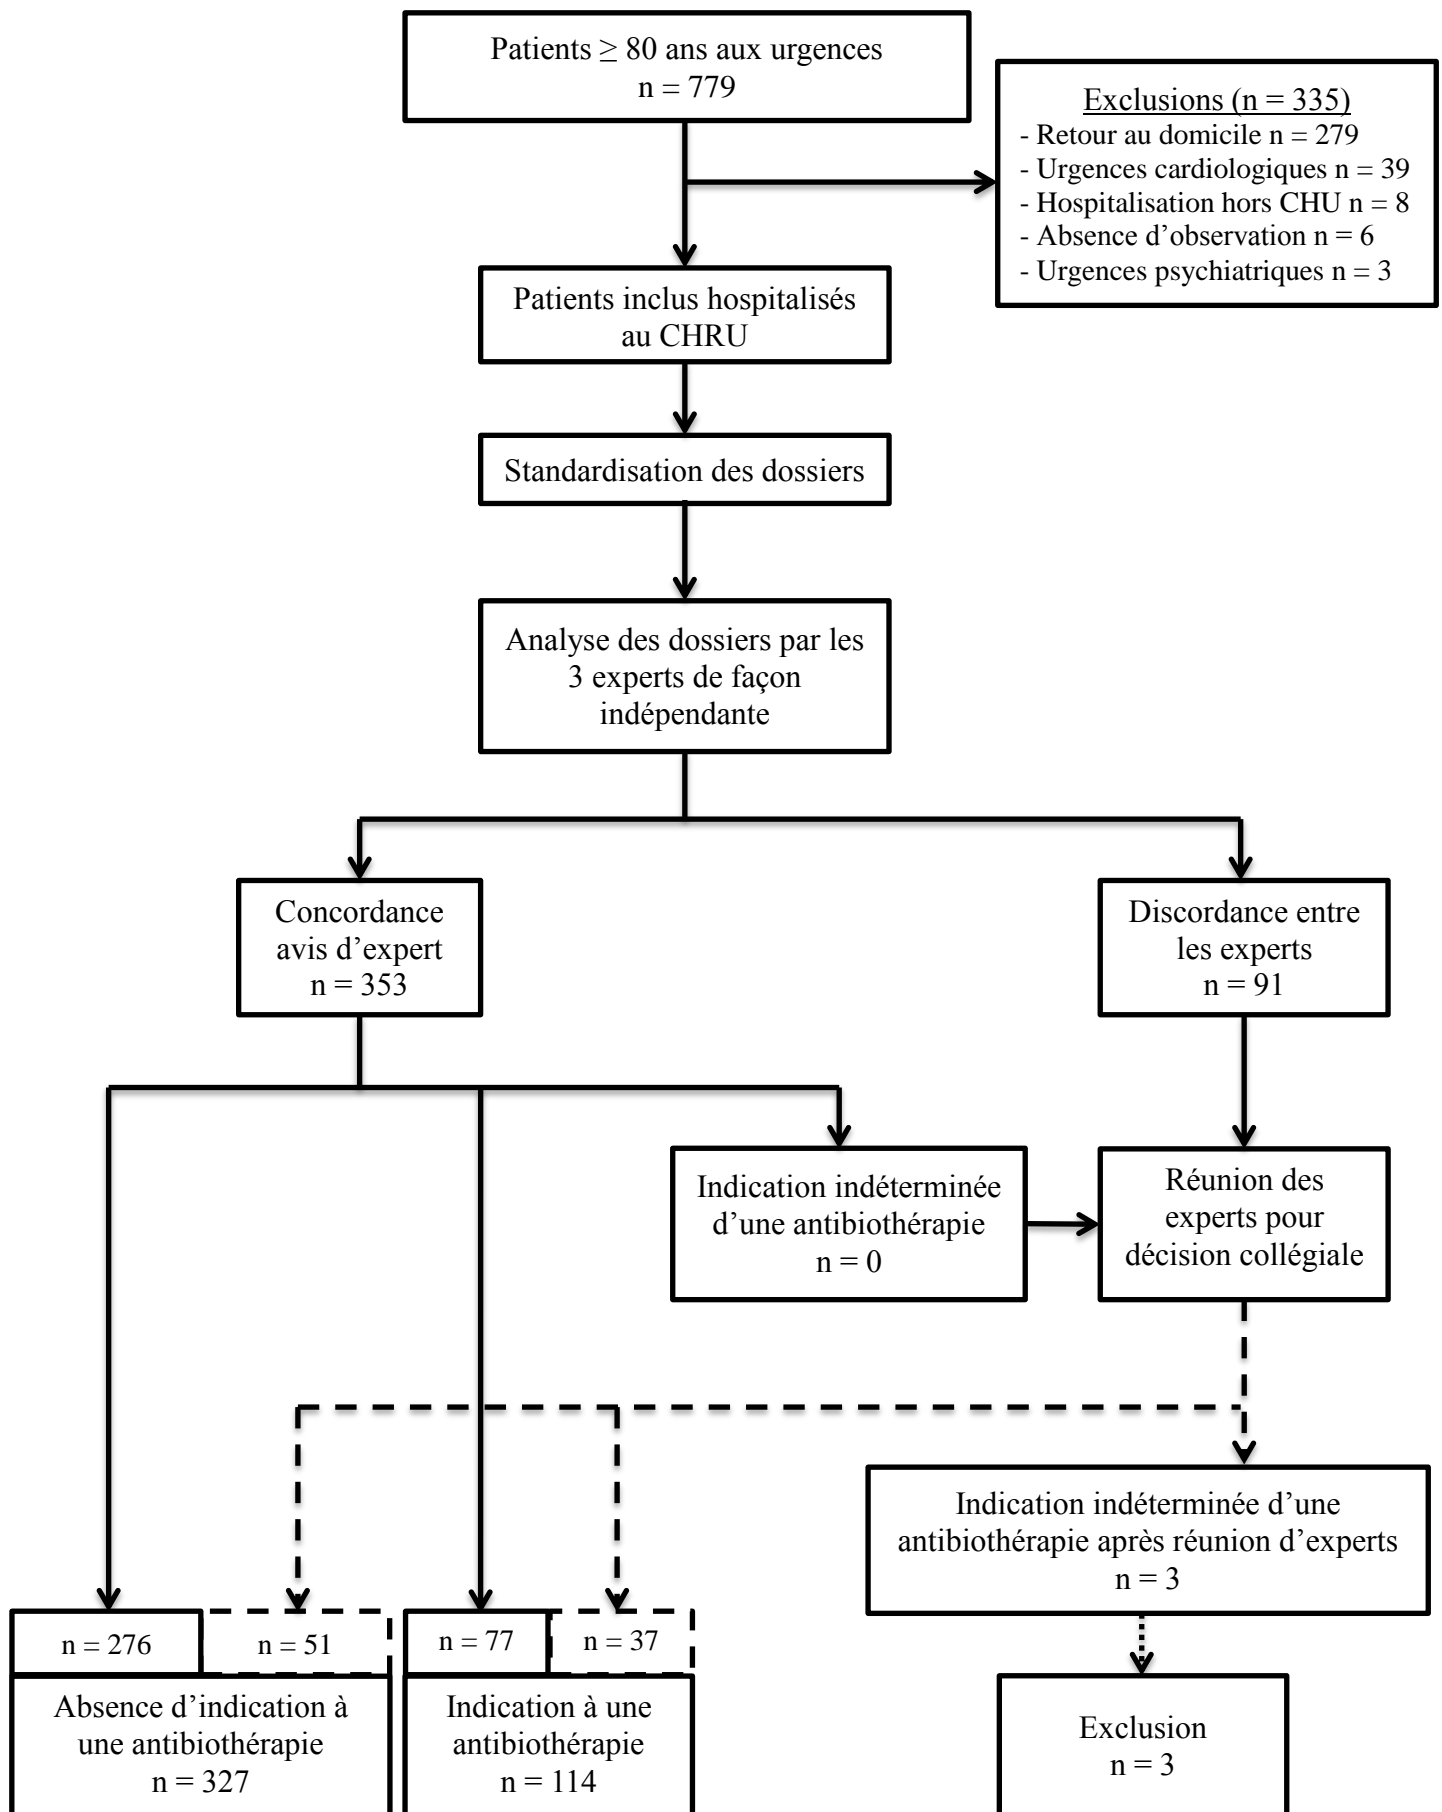 Patients ≥ 80 ans aux urgences
n = 779
Exclusions (n = 335)
- Retour au domicile n = 279
- Urgences cardiologiques n = 39
- Hospitalisation hors CHU n = 8
- Absence d’observation n = 6
- Urgences psychiatriques n = 3
Patients inclus hospitalisés
au CHRU
Standardisation des dossiers
Analyse des dossiers par les
3 experts de façon
indépendante
Concordance
avis d’expert
n = 353
Discordance entre
les experts
n = 91
Indication indéterminée
d’une antibiothérapie
n = 0
Réunion des
experts pour
décision collégiale
Indication indéterminée d’une
antibiothérapie après réunion d’experts
n = 3
n = 276
n = 51
n = 77
n = 37
Absence d’indication à
une antibiothérapie
n = 327
Indication à une
antibiothérapie
n = 114
Exclusion
n = 3